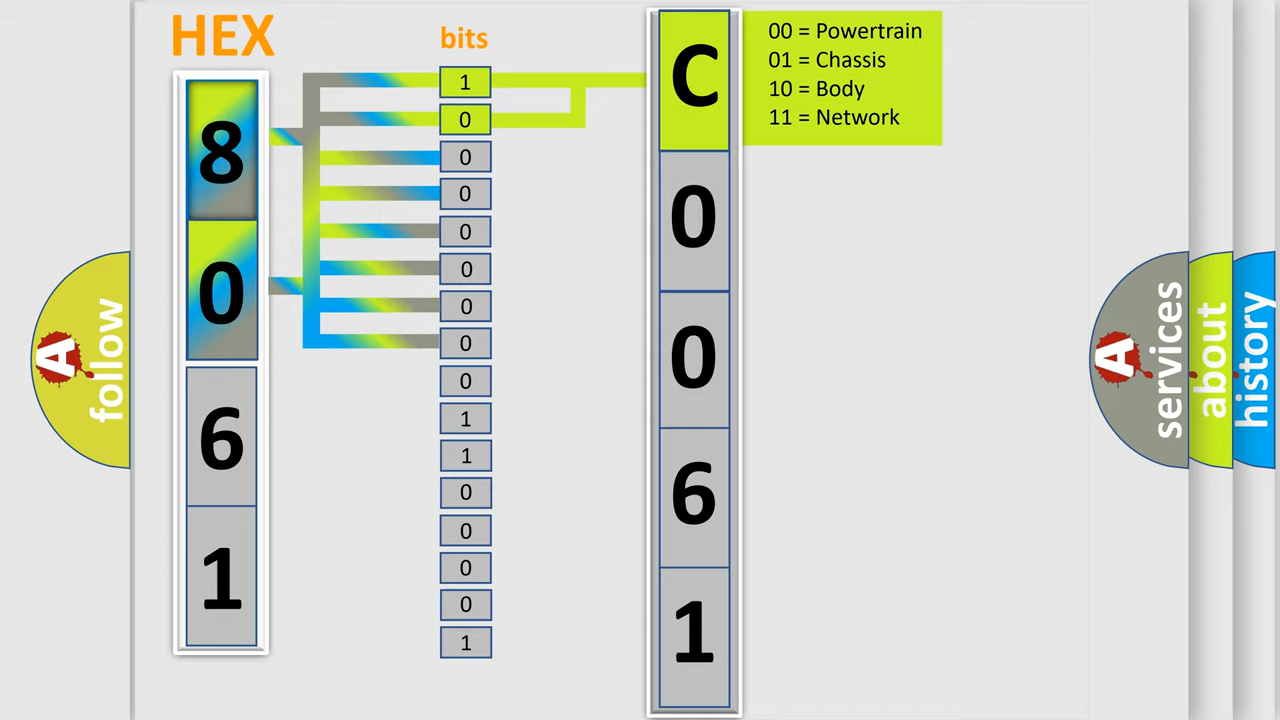 HEX
bits
8
0
6
1
1
0
0
0
0
0
0
0
0
1
1
0
0
0
0
1
C
0
0
6
1
00 = Powertrain
01 = Chassis
10 = Body
11 = Network
A
follow
A
services
about
history